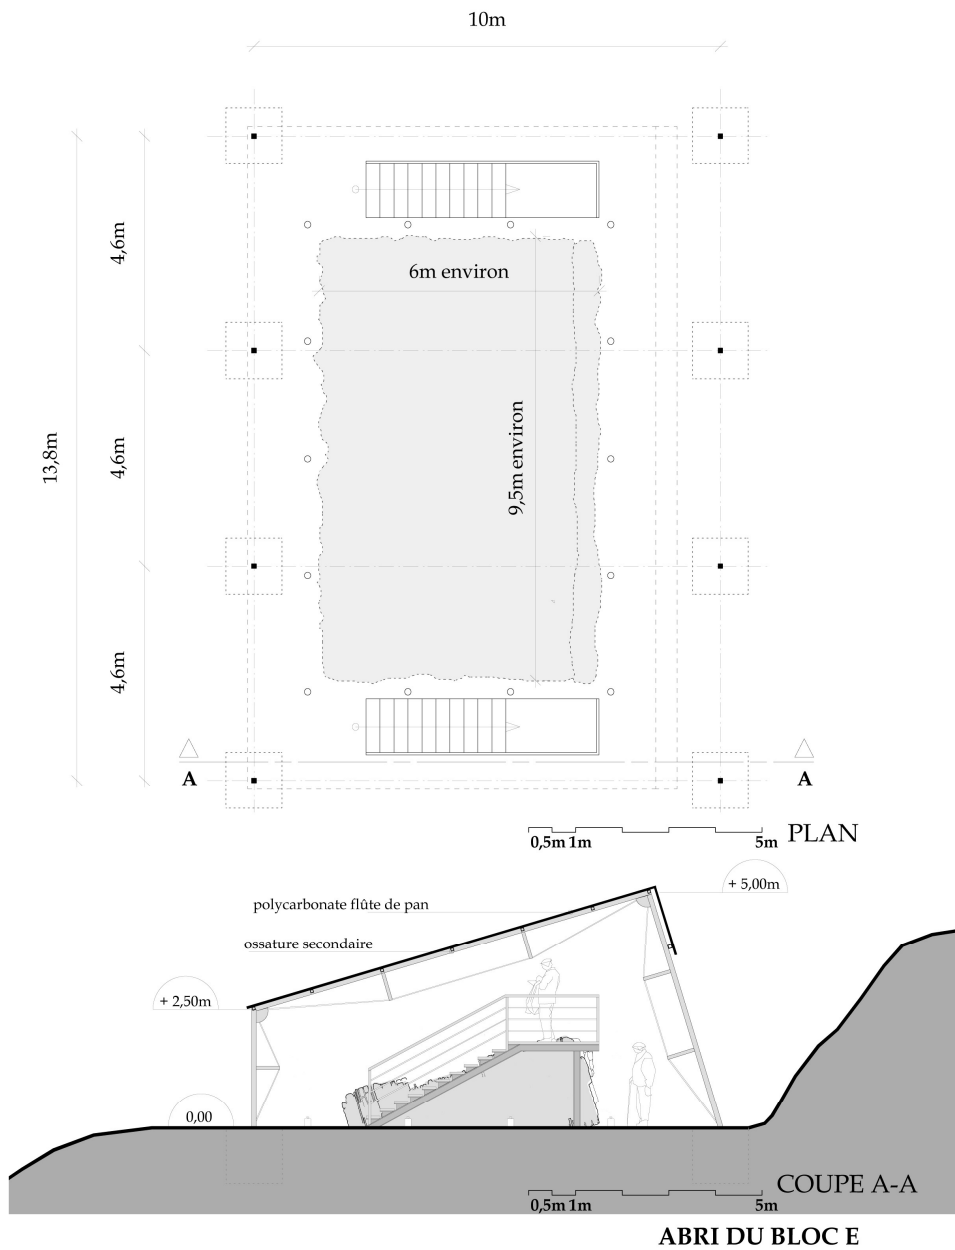 10m
4,6m
6m environ
9,5m environ
13,8m
4,6m
4,6m
A
A
0,5m 1m
5m
PLAN
+ 5,00m
polycarbonate flûte de pan
ossature secondaire
+ 2,50m
0,00
0,5m 1m
5m
COUPE A-A
ABRI DU BLOC E